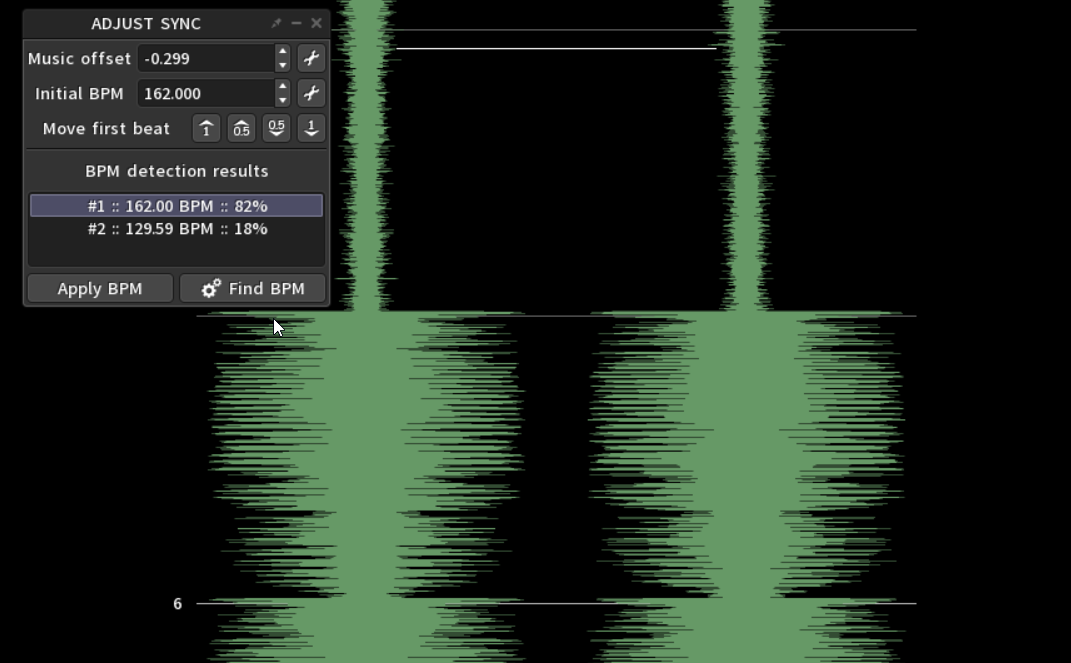 ADJUST SYNC
Music offset -0.299
Initial BPM 162.000
Move first beat 1 0.5 0.5 1
BPM detection results
#1 :: 162.00 BPM :: 82%
#2 :: 129.59 BPM :: 18%
Apply BPM Find BPM
6